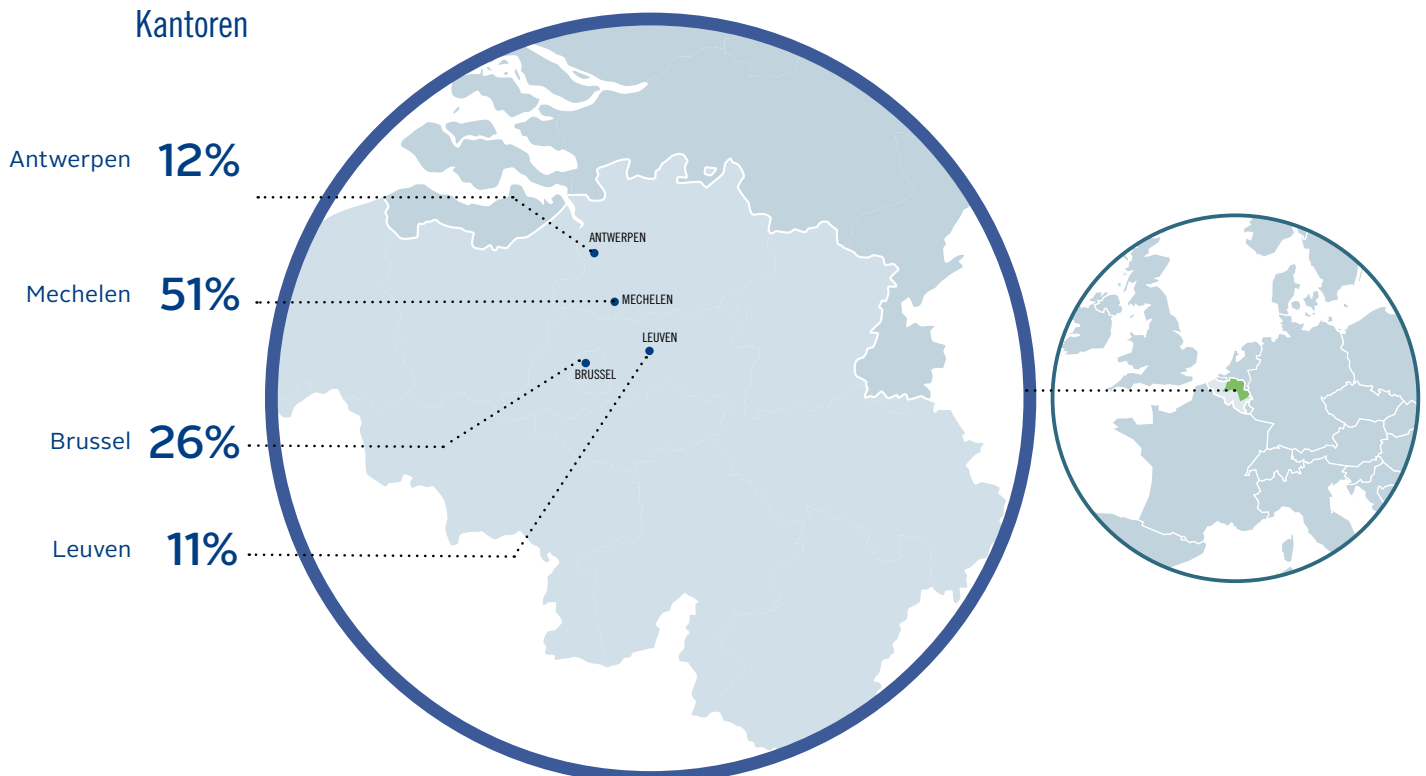 Kantoren
Antwerpen 12%
Mechelen 51%
Brussel 26%
Leuven 11%
ANTWERPEN
MECHELEN
LEUVEN
BRUSSEL